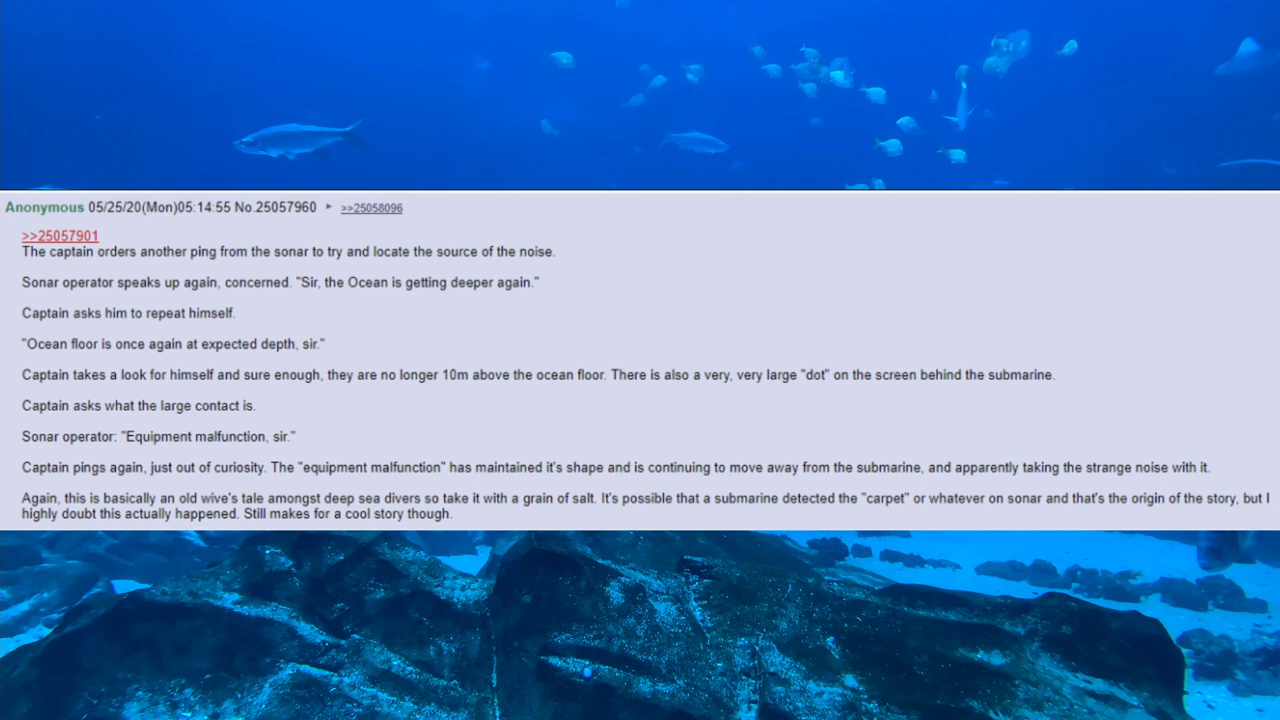 Anonymous 05/25/20(Mon)05:14:55 No.25057960 ▸ >>25058096
>>25057901
The captain orders another ping from the sonar to try and locate the source of the noise.
Sonar operator speaks up again, concerned. "Sir, the Ocean is getting deeper again."
Captain asks him to repeat himself.
"Ocean floor is once again at expected depth, sir."
Captain takes a look for himself and sure enough, they are no longer 10m above the ocean floor. There is also a very, very large "dot" on the screen behind the submarine.
Captain asks what the large contact is.
Sonar operator: "Equipment malfunction, sir."
Captain pings again, just out of curiosity. The "equipment malfunction" has maintained it's shape and is continuing to move away from the submarine, and apparently taking the strange noise with it.
Again, this is basically an old wive's tale amongst deep sea divers so take it with a grain of salt. It's possible that a submarine detected the "carpet" or whatever on sonar and that's the origin of the story, but I
highly doubt this actually happened. Still makes for a cool story though.